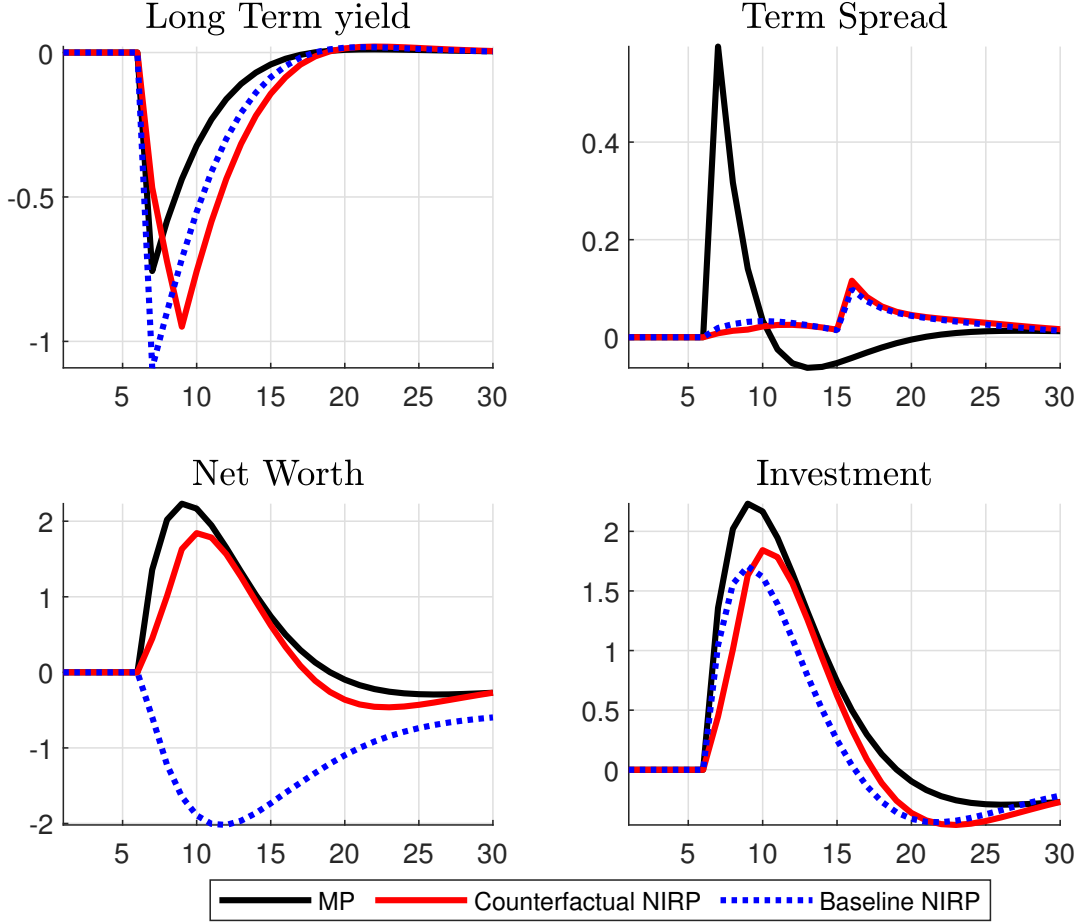 Long Term yield
0
-0.5
-1
5 10 15 20 25 30
Term Spread
0.4
0.2
0
5 10 15 20 25 30
Net Worth
2
1
0
-1
-2
5 10 15 20 25 30
Investment
2
1.5
1
0.5
0
5 10 15 20 25 30
MP Counterfactual NIRP Baseline NIRP